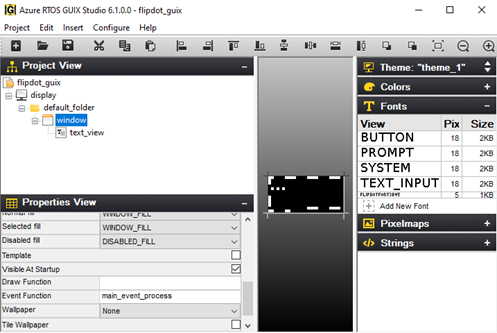 Azure RTOS GUIX Studio 6.1.0.0 - flipdot_guix
Project Edit Insert Configure Help
Project View
flipdot_guix
display
default_folder
window
text_view
Properties View
Normal fill WINDOW_FILL
Selected fill WINDOW_FILL
Disabled fill DISABLED_FILL
Template
Visible At Startup
Draw Function
Event Function main_event_process
Wallpaper None
Tile Wallpaper
Theme: "theme_1"
Colors
Fonts
View Pix Size
BUTTON 18 2KB
PROMPT 18 2KB
SYSTEM 18 2KB
TEXT_INPUT 18 2KB
5 1KB
Add New Font
Pixelmaps
Strings